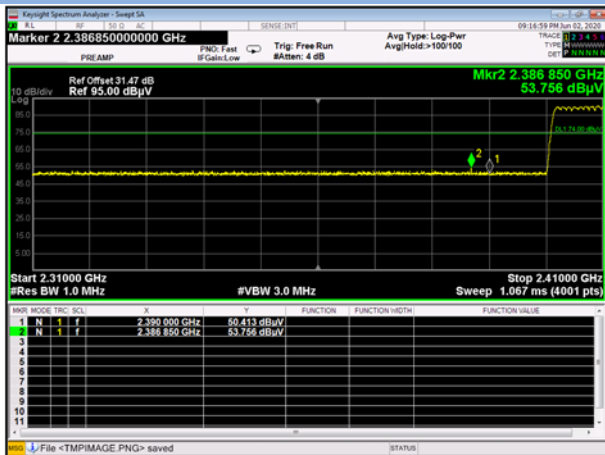 Keysight Spectrum Analyzer - Swept SA
RL RF 50 Ω AC SENSE:INT 09:16:59 PM Jun 02, 2020
Marker 2 2.386850000000 GHz
PREAMP
PNO: Fast
IFGain:Low
Trig: Free Run
#Atten: 4 dB
Avg Type: Log-Pwr
Avg|Hold:>100/100
TRACE 1 2 3 4 5 6
TYPE M W W W W W
DET P N N N N N
Mkr2 2.386 850 GHz
53.756 dBµV
Ref Offset 31.47 dB
10 dB/div Ref 95.00 dBµV
Log
85.0
75.0
DL1 74.00 dBµV
65.0
55.0
2
1
45.0
35.0
25.0
15.0
5.00
Start 2.31000 GHz Stop 2.41000 GHz
#Res BW 1.0 MHz #VBW 3.0 MHz Sweep 1.067 ms (4001 pts)
MKR MODE TRC SCL X Y FUNCTION FUNCTION WIDTH FUNCTION VALUE
1 N 1 f 2.390 000 GHz 50.413 dBµV
2 N 1 f 2.386 850 GHz 53.756 dBµV
3
4
5
6
7
8
9
10
11
MSG File <TMPIMAGE.PNG> saved STATUS